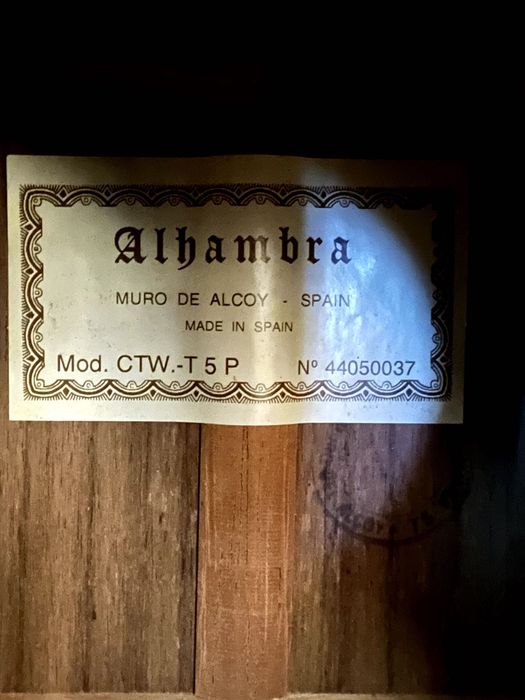 Alhambra
MURO DE ALCOY - SPAIN
MADE IN SPAIN
Mod. CTW.-T 5 P Nº 44050037